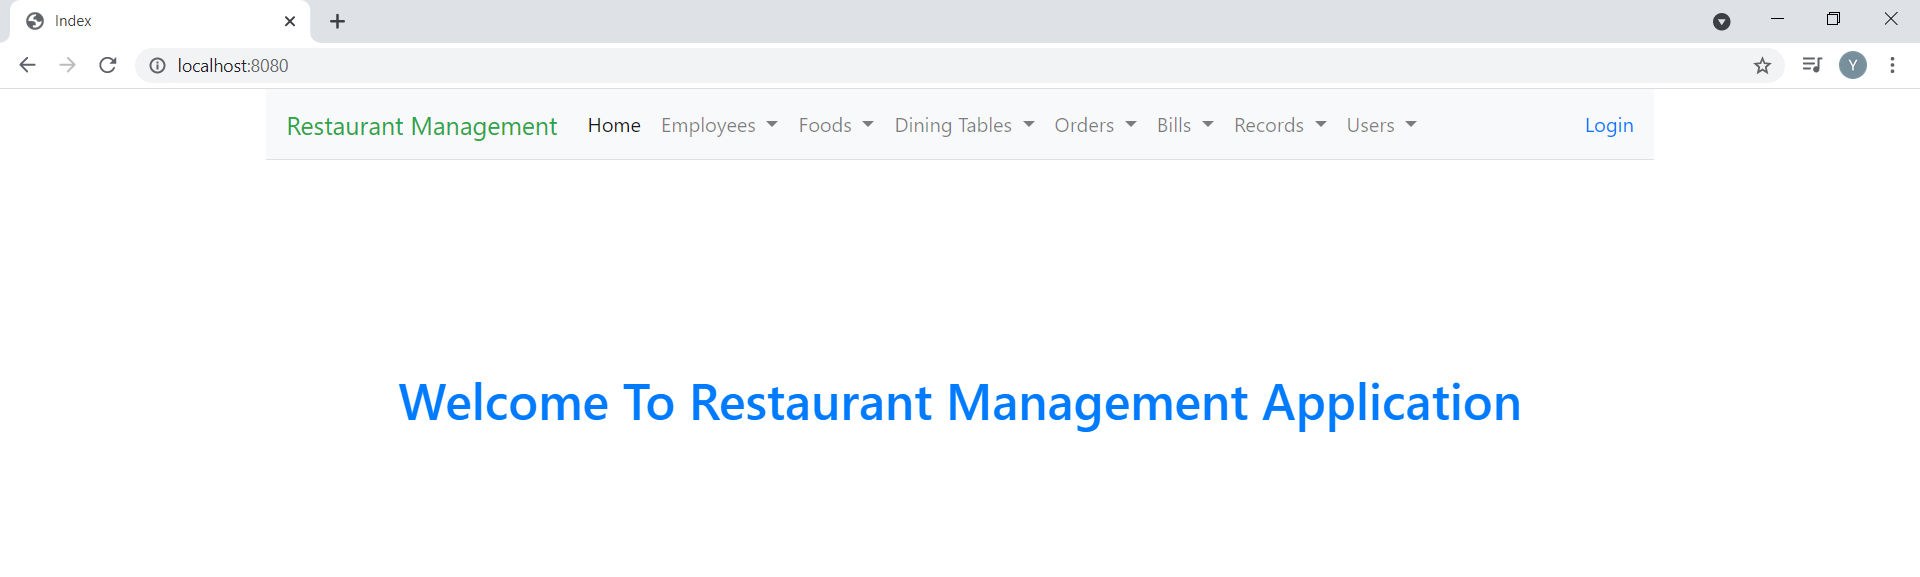 Index
localhost:8080
Y
Restaurant Management Home Employees Foods Dining Tables Orders Bills Records Users Login
Welcome To Restaurant Management Application